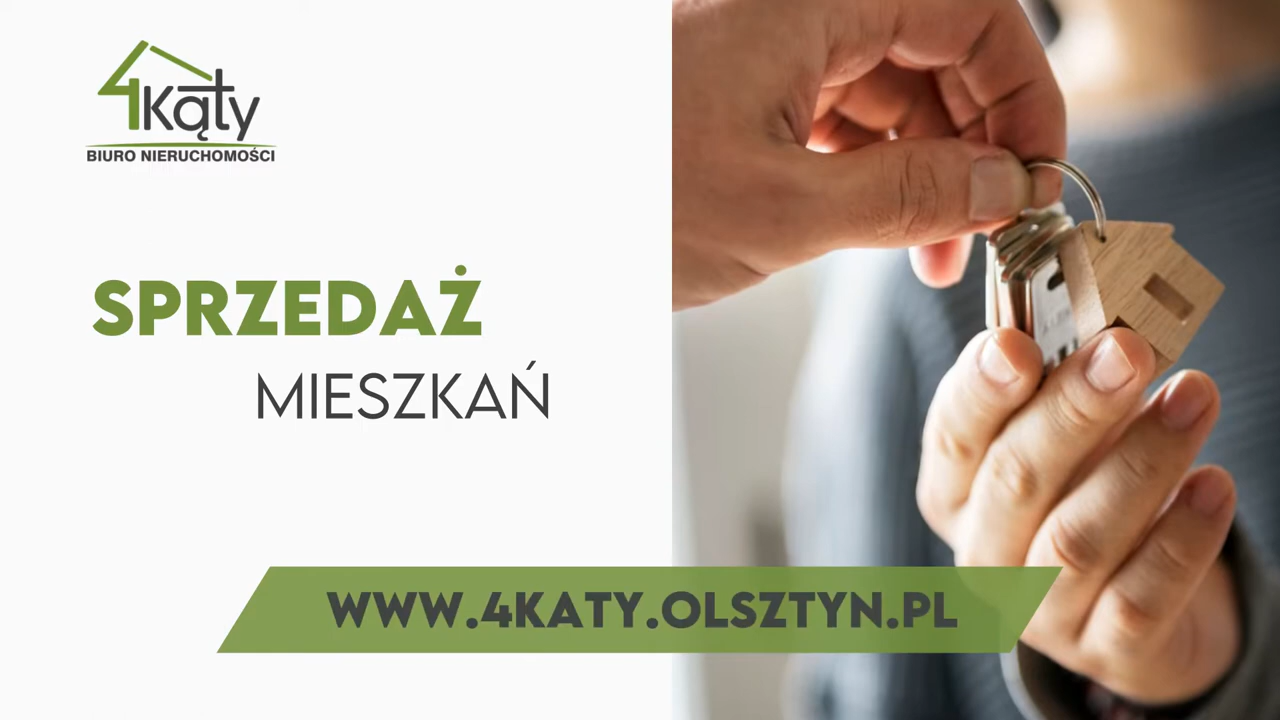 4Kąty
BIURO NIERUCHOMOŚCI
SPRZEDAŻ
MIESZKAŃ
WWW.4KATY.OLSZTYN.PL